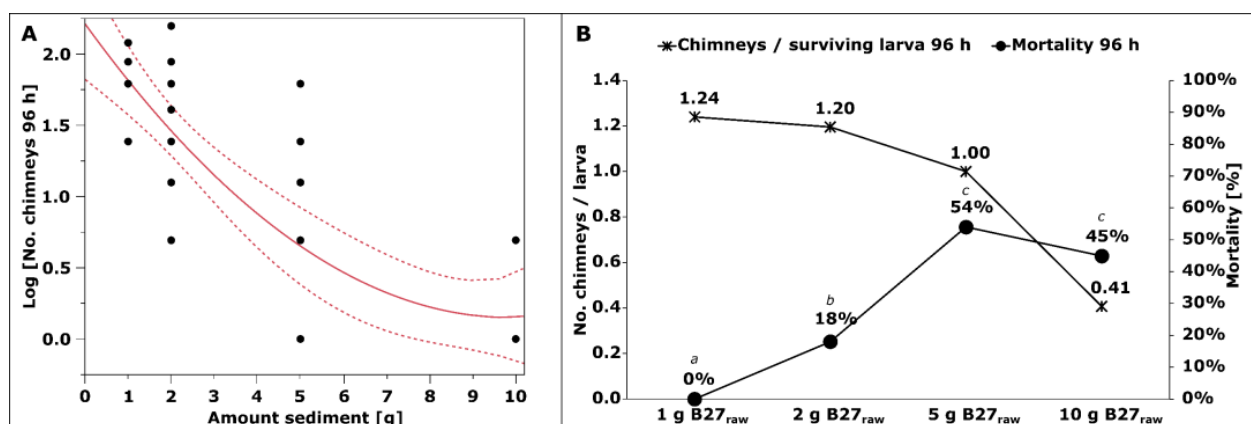 A
Log [No. chimneys 96 h]
2.0
1.5
1.0
0.5
0.0
0 1 2 3 4 5 6 7 8 9 10
Amount sediment [g]
B
Chimneys / surviving larva 96 h Mortality 96 h
No. chimneys / larva
1.4
1.2
1.0
0.8
0.6
0.4
0.2
0.0
1.24
1.20
1.00
0.41
a
0%
b
18%
c
54%
c
45%
100%
90%
80%
70%
60%
50%
40%
30%
20%
10%
0%
Mortality [%]
1 g B27raw 2 g B27raw 5 g B27raw 10 g B27raw